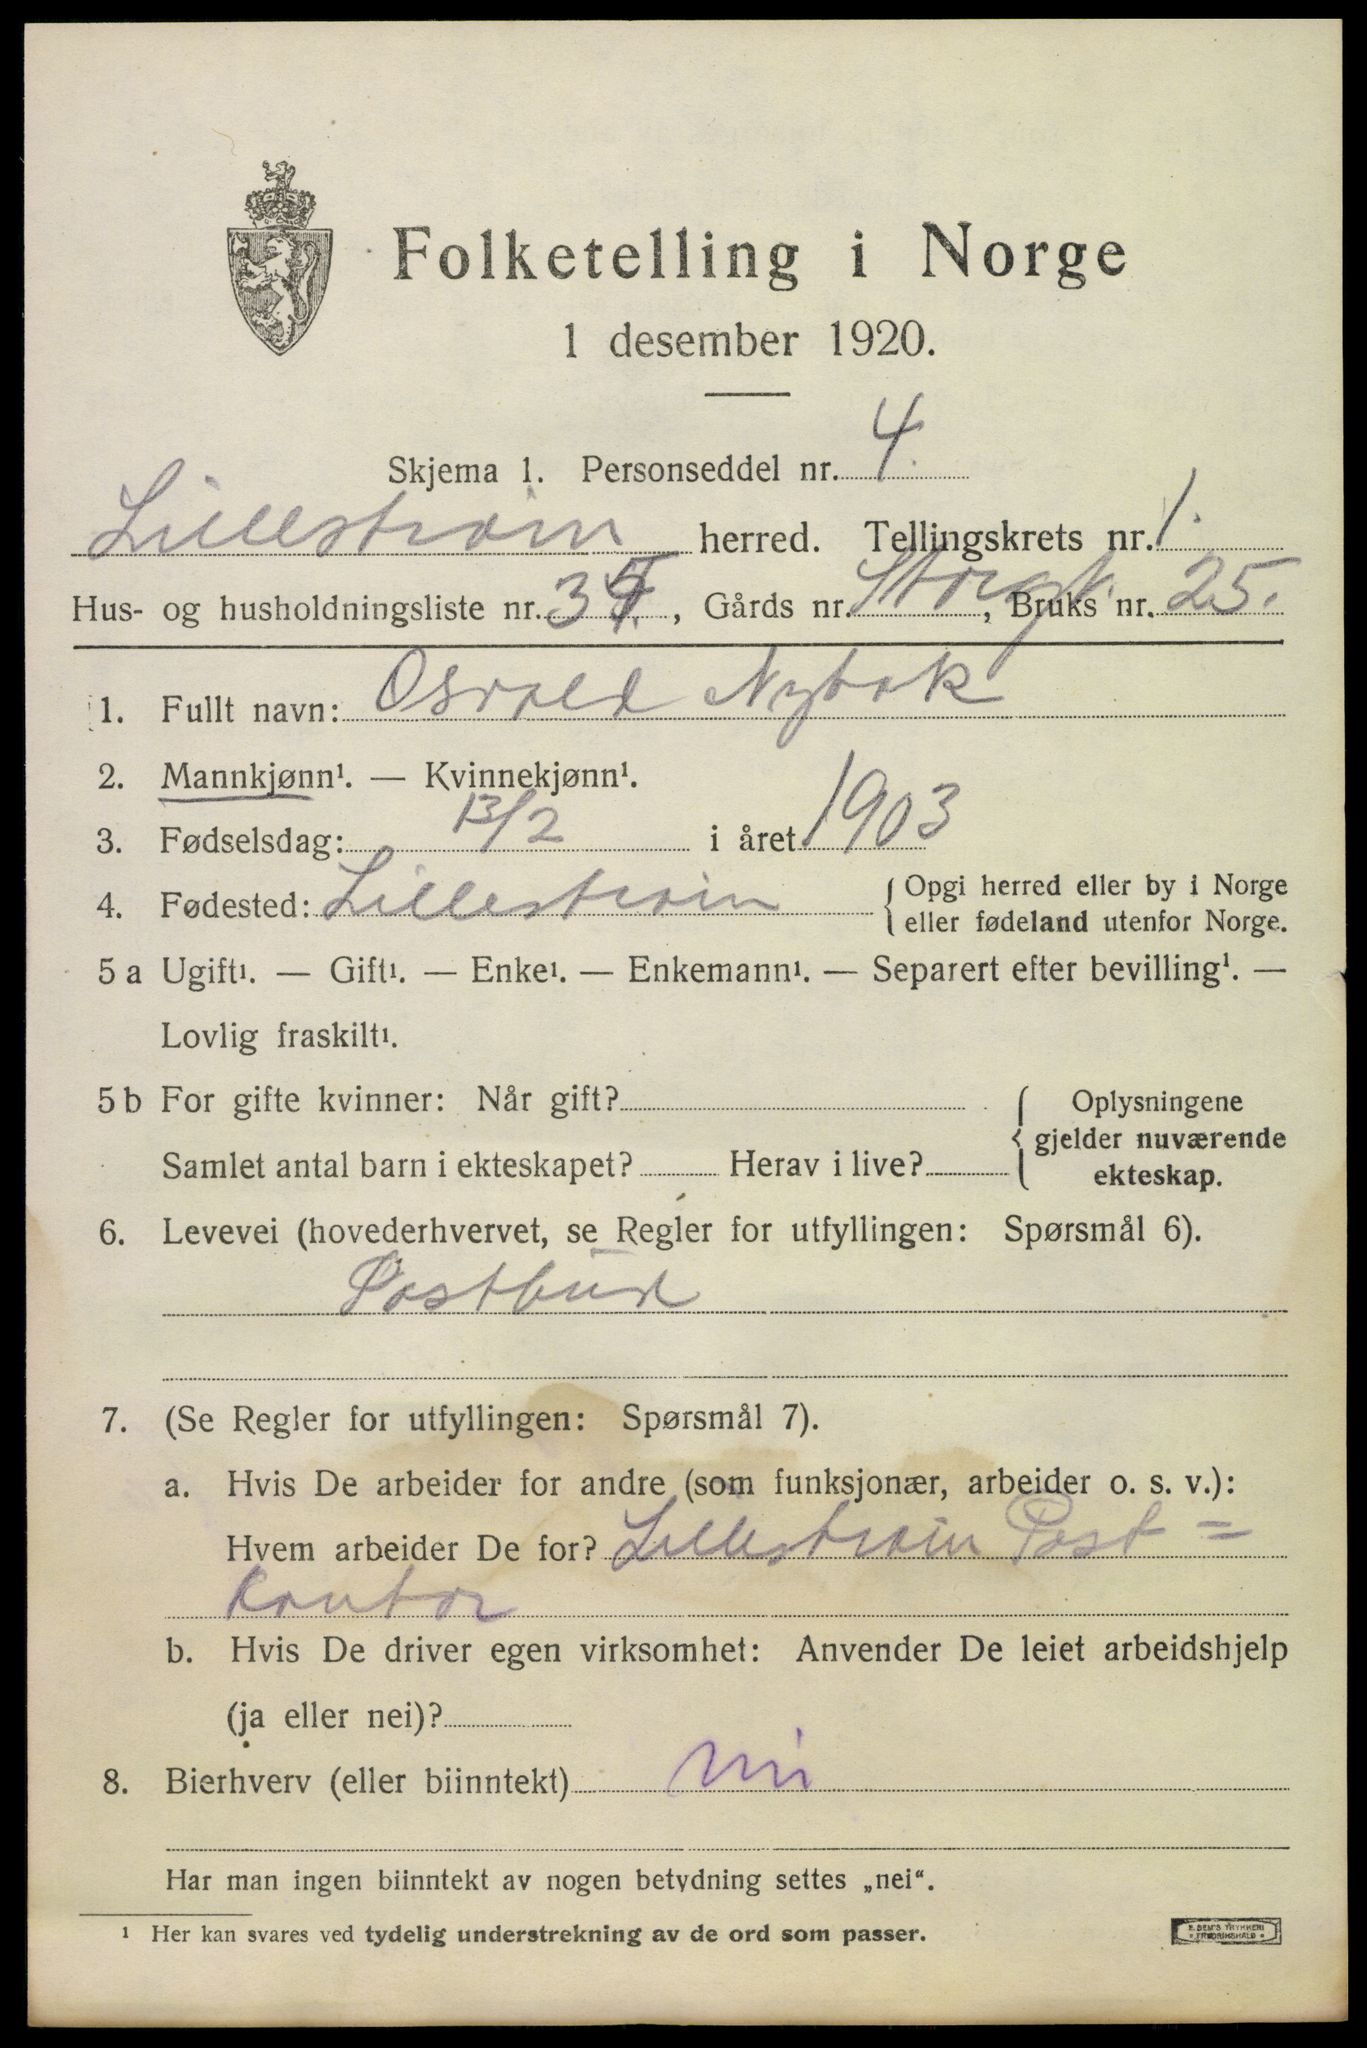 Folketelling i Norge
1 desember 1920.
Skjema 1. Personseddel nr. 4.
Lillestrøm herred. Tellingskrets nr. 1.
Hus- og husholdningsliste nr. 35, Gårds nr. Storgt., Bruks nr. 25.
1. Fullt navn: Osvald Nybak
2. Mannkjønn¹. — Kvinnekjønn¹.
3. Fødselsdag: 13/2 i året 1903
4. Fødested: Lillestrøm { Opgi herred eller by i Norge
eller fødeland utenfor Norge.
5 a Ugift¹. — Gift¹. — Enke¹. — Enkemann¹. — Separert efter bevilling¹. —
Lovlig fraskilt¹.
5 b For gifte kvinner: Når gift? { Oplysningene
gjelder nuværende
Samlet antal barn i ekteskapet? Herav i live? ekteskap.
6. Levevei (hovederhvervet, se Regler for utfyllingen: Spørsmål 6).
Postbud
7. (Se Regler for utfyllingen: Spørsmål 7).
a. Hvis De arbeider for andre (som funksjonær, arbeider o. s. v.):
Hvem arbeider De for? Lillestrøm Post=
kontor
b. Hvis De driver egen virksomhet: Anvender De leiet arbeidshjelp
(ja eller nei)?
8. Bierhverv (eller biinntekt) nei
Har man ingen biinntekt av nogen betydning settes „nei“.
¹ Her kan svares ved tydelig understrekning av de ord som passer.
E. SEM'S TRYKKERI
• FREDRIKSHALD •